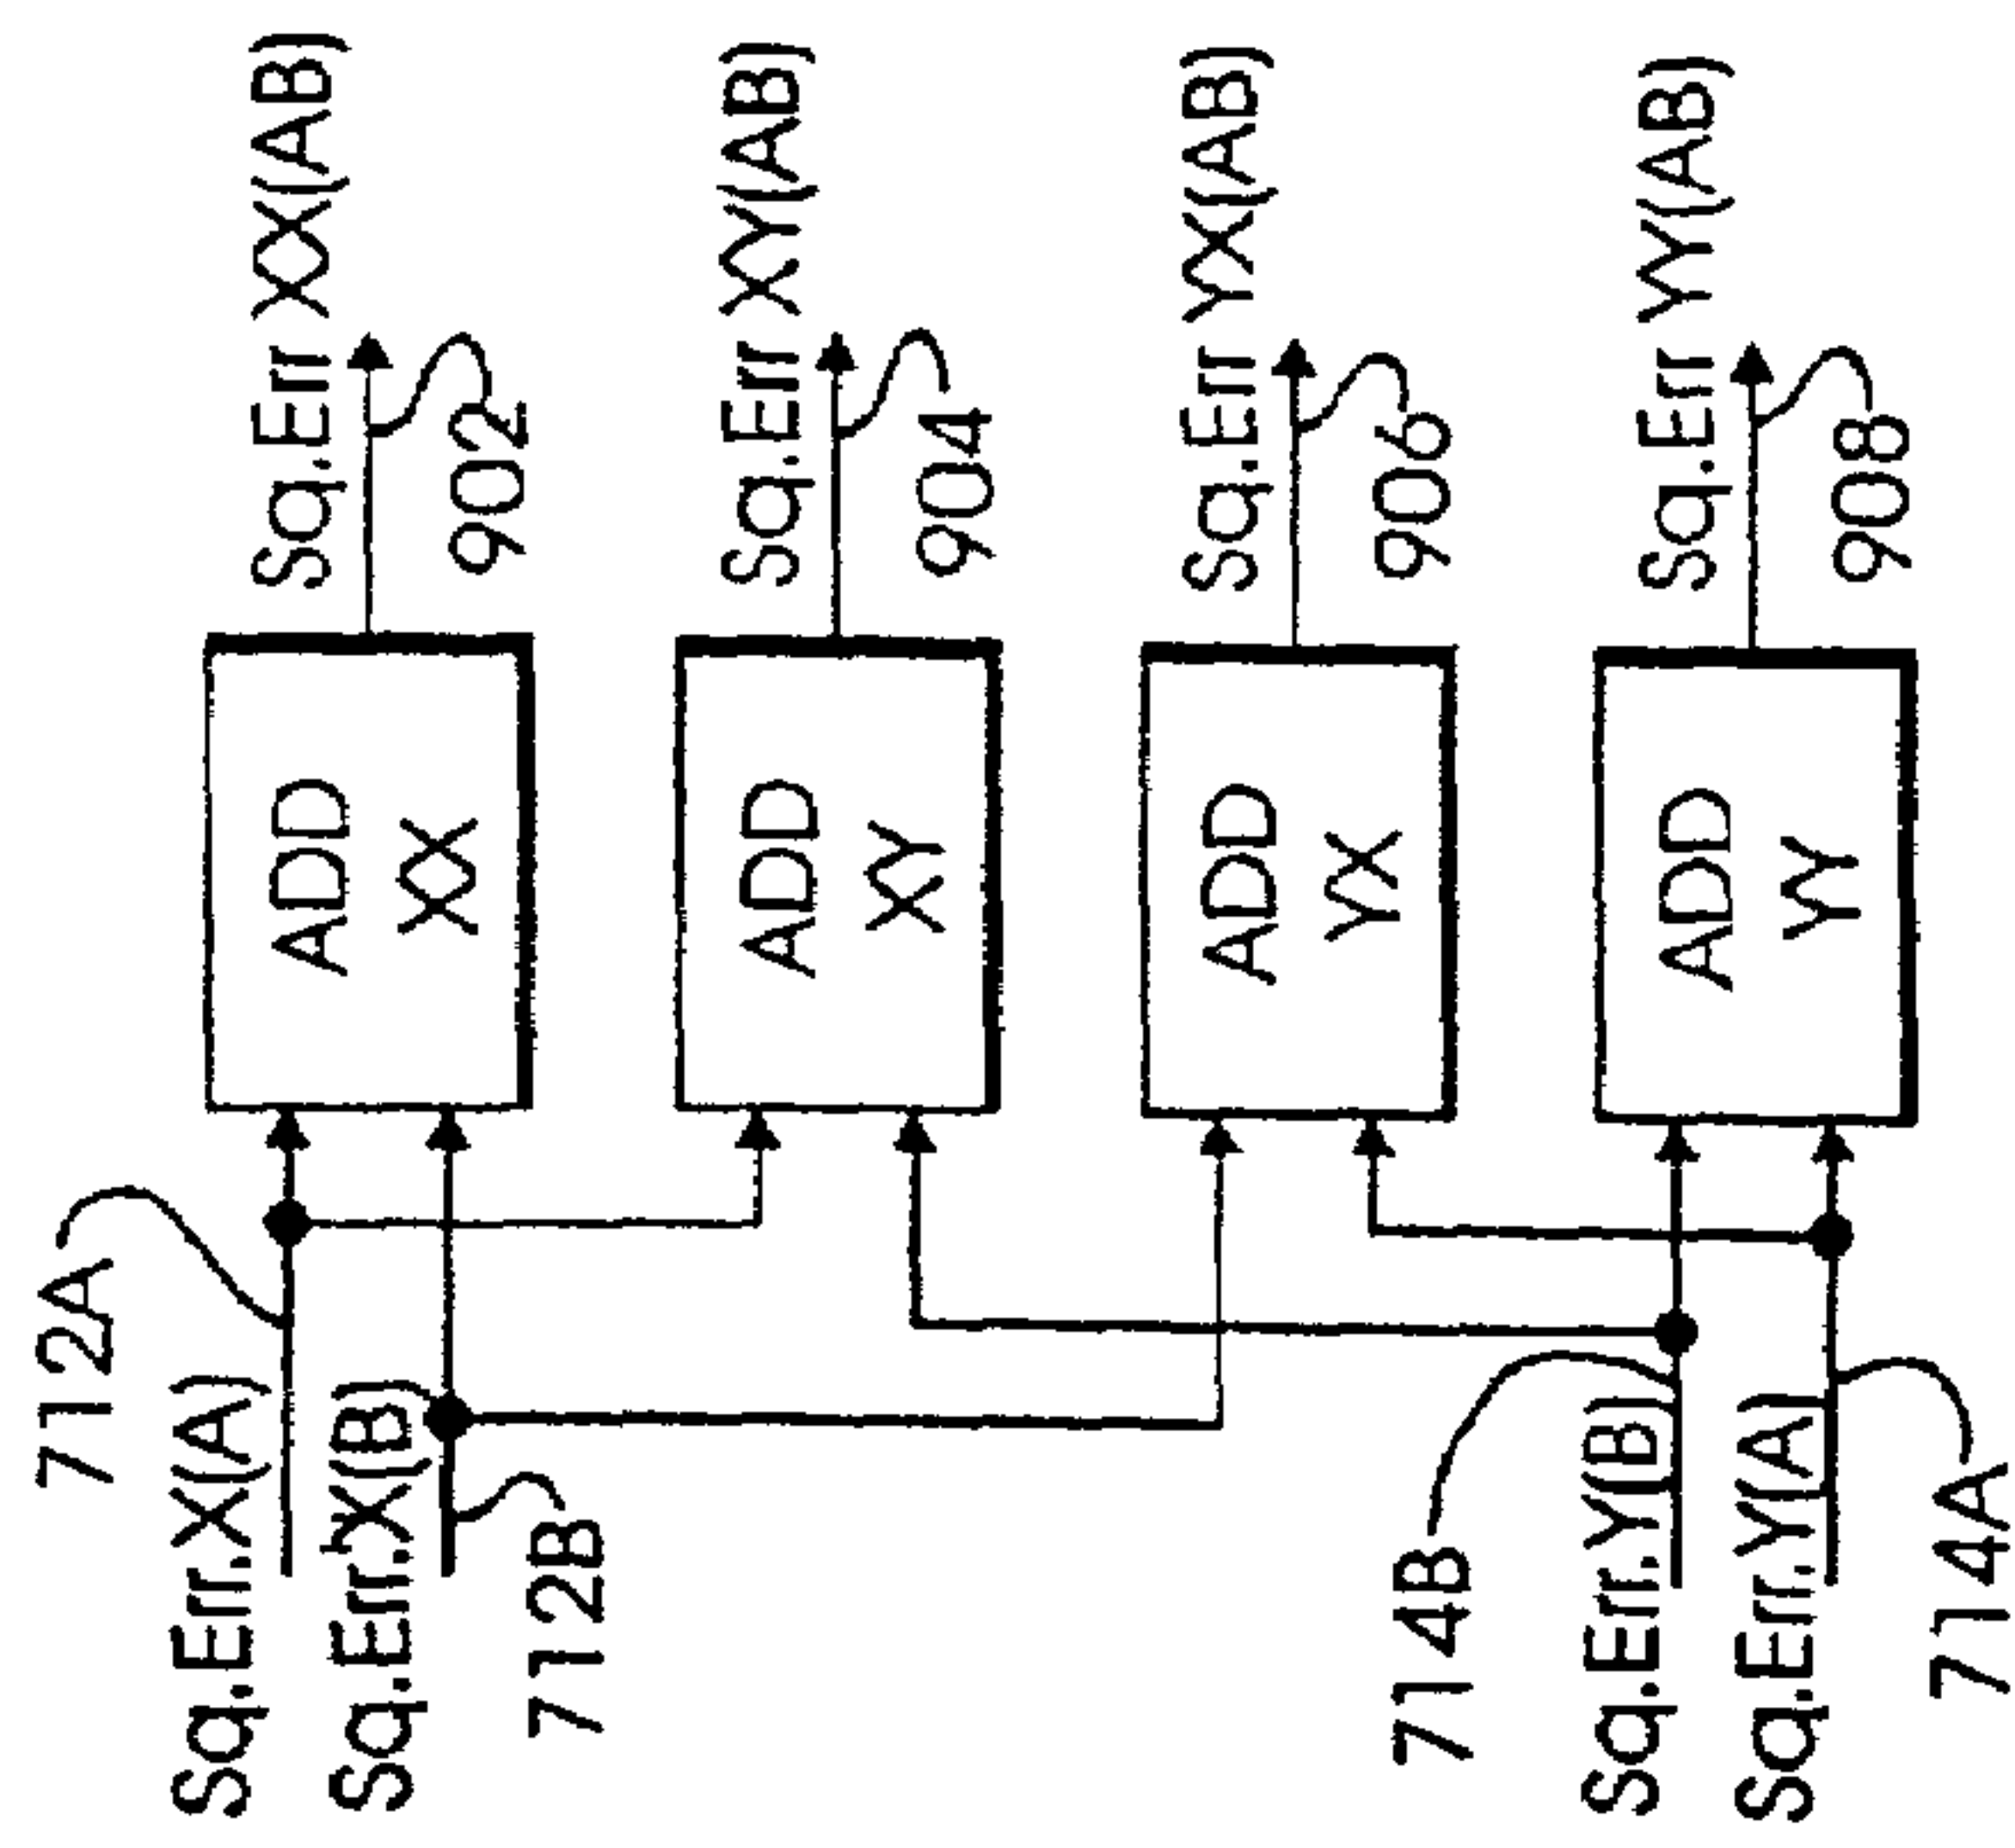 712A
Sq.Err.X(A)
Sq.Err.X(B)
712B
714B
Sq.Err.Y(B)
Sq.Err.Y(A)
714A
ADD
XX
ADD
XY
ADD
YX
ADD
YY
Sq.Err XX(AB)
902
Sq.Err XY(AB)
904
Sq.Err YX(AB)
906
Sq.Err YY(AB)
908